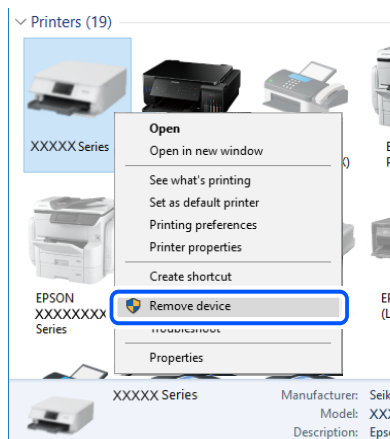 Printers (19)
XXXXX Series
Open
Open in new window
See what's printing
Set as default printer
Printing preferences
Printer properties
Create shortcut
Remove device
Troubleshoot
Properties
EPSON
XXXXXXXX
Series
XXXXX Series
Manufacturer:
Model:
Description: